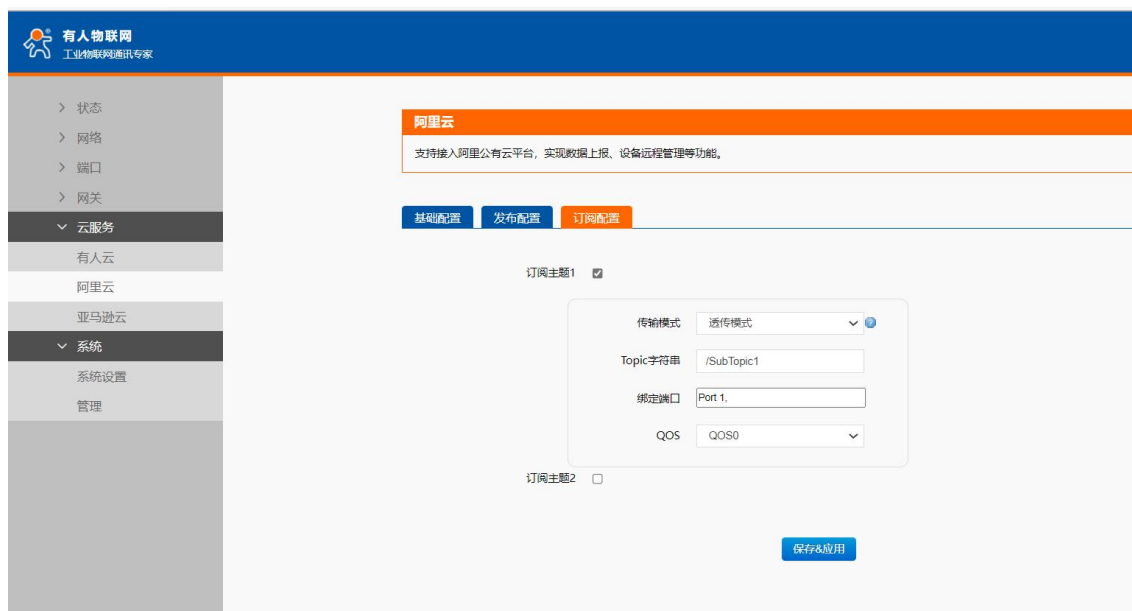 有人物联网
工业物联网通讯专家
状态
网络
端口
网关
云服务
有人云
阿里云
亚马逊云
系统
系统设置
管理
阿里云
支持接入阿里公有云平台，实现数据上报、设备远程管理等功能。
基础配置 发布配置 订阅配置
订阅主题1
传输模式 透传模式
Topic字符串 /SubTopic1
绑定端口 Port 1,
QOS QOS0
订阅主题2
保存&应用